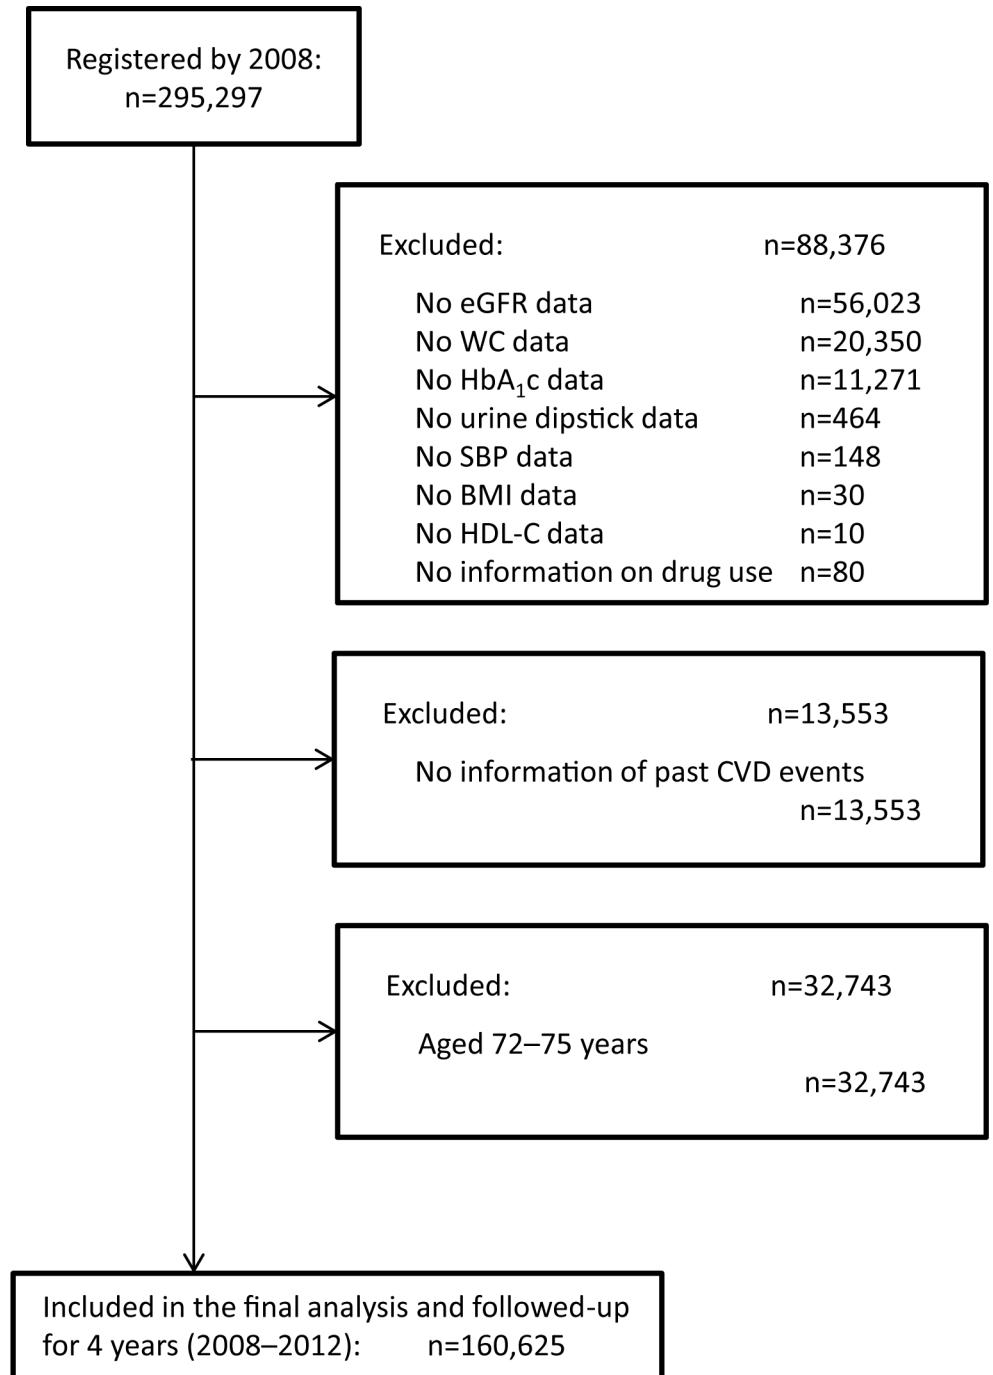 Registered by 2008:
n=295,297
Excluded: n=88,376
No eGFR data n=56,023
No WC data n=20,350
No HbA₁c data n=11,271
No urine dipstick data n=464
No SBP data n=148
No BMI data n=30
No HDL-C data n=10
No information on drug use n=80
Excluded: n=13,553
No information of past CVD events
n=13,553
Excluded: n=32,743
Aged 72–75 years
n=32,743
Included in the final analysis and followed-up
for 4 years (2008–2012): n=160,625